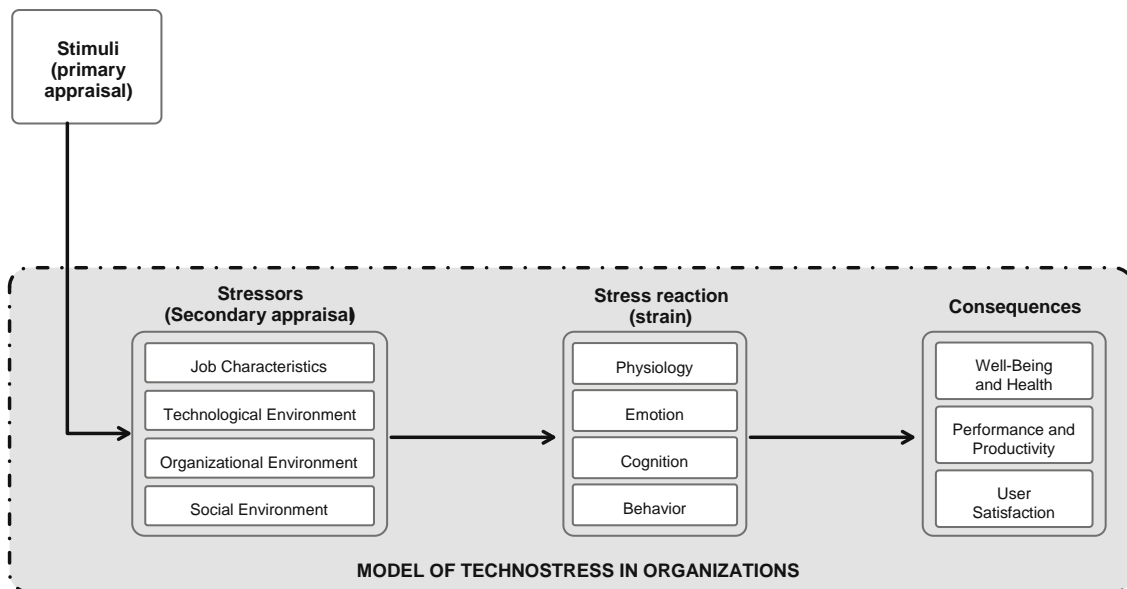 Stimuli
(primary
appraisal)
Stressors
(Secondary appraisal)
Job Characteristics
Technological Environment
Organizational Environment
Social Environment
Stress reaction
(strain)
Physiology
Emotion
Cognition
Behavior
Consequences
Well-Being
and Health
Performance and
Productivity
User
Satisfaction
MODEL OF TECHNOSTRESS IN ORGANIZATIONS